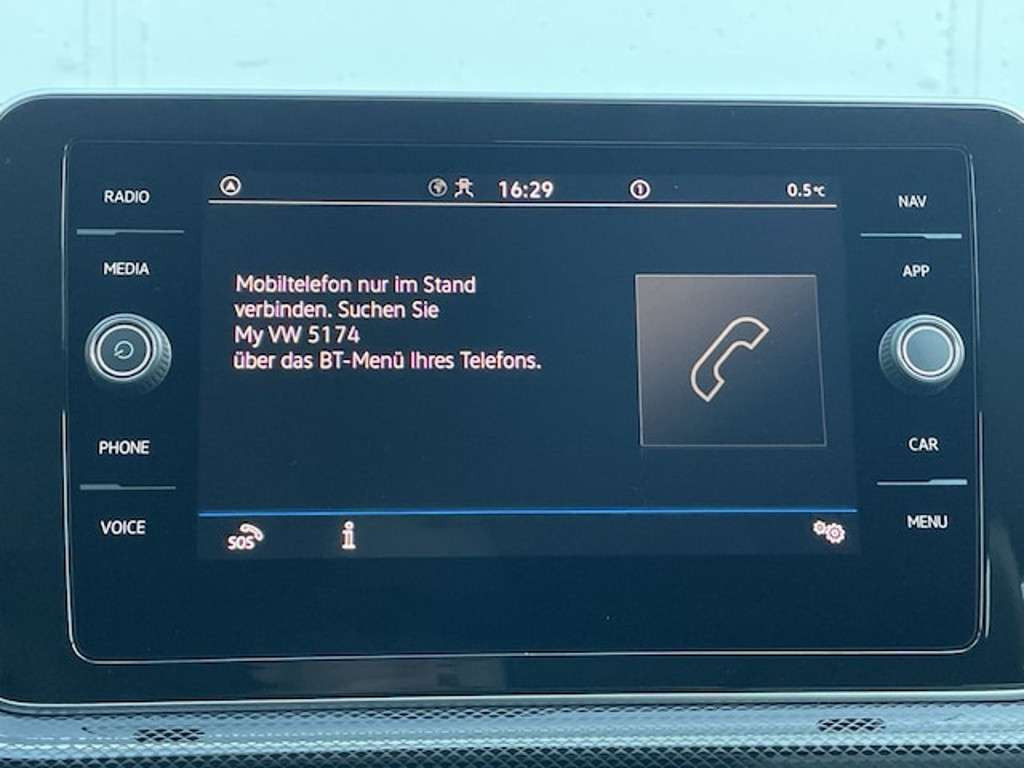 RADIO
16:29
1
0.5°C
NAV
MEDIA
APP
Mobiltelefon nur im Stand
verbinden. Suchen Sie
My VW 5174
über das BT-Menü Ihres Telefons.
PHONE
CAR
VOICE
SOS
i
MENU